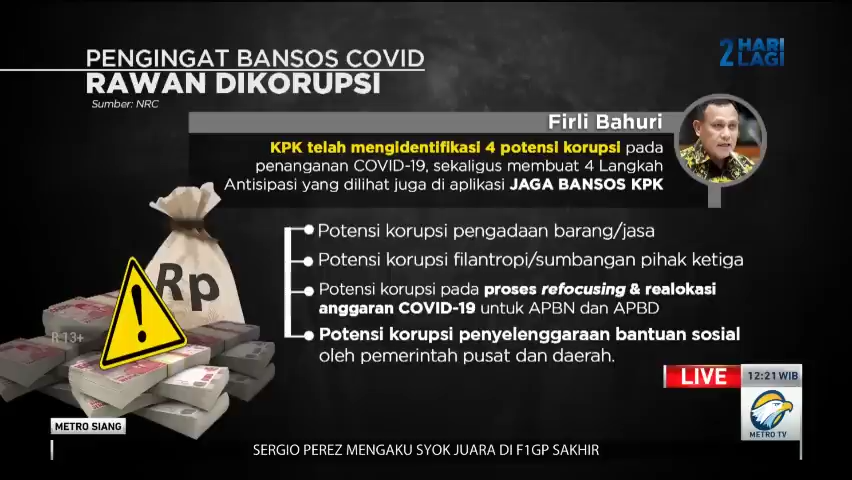 PENGINGAT BANSOS COVID
RAWAN DIKORUPSI
Sumber: NRC
2 HARI LAGI
Firli Bahuri
KPK telah mengidentifikasi 4 potensi korupsi pada
penanganan COVID-19, sekaligus membuat 4 Langkah
Antisipasi yang dilihat juga di aplikasi JAGA BANSOS KPK
Potensi korupsi pengadaan barang/jasa
Potensi korupsi filantropi/sumbangan pihak ketiga
Potensi korupsi pada proses refocusing & realokasi
anggaran COVID-19 untuk APBN dan APBD
Potensi korupsi penyelenggaraan bantuan sosial
oleh pemerintah pusat dan daerah.
Rp
R 13+
LIVE
12:21 WIB
METRO TV
METRO SIANG
SERGIO PEREZ MENGAKU SYOK JUARA DI F1GP SAKHIR